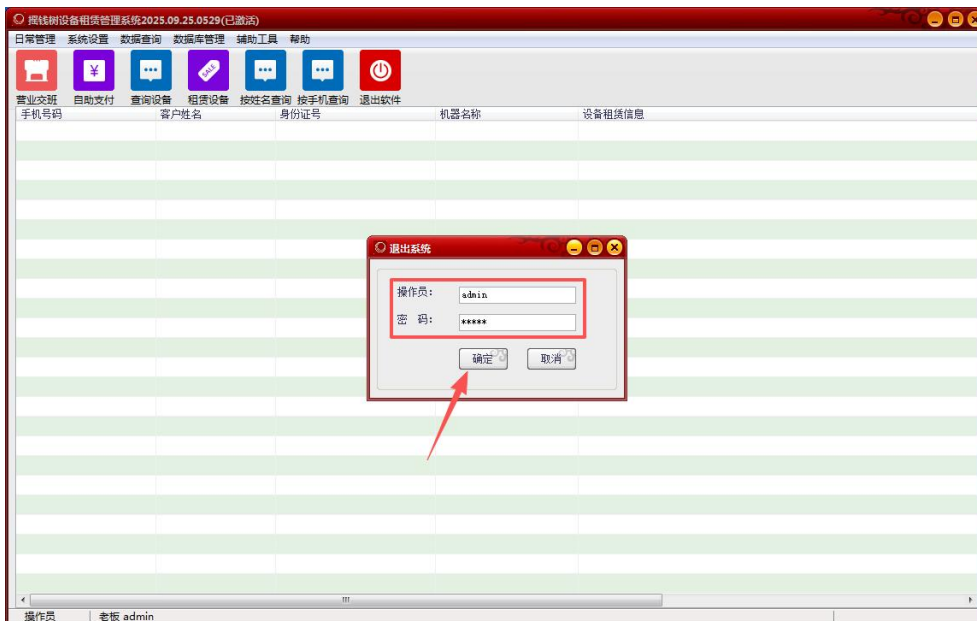 摇钱树设备租赁管理系统2025.09.25.0529(已激活)
日常管理 系统设置 数据查询 数据库管理 辅助工具 帮助
¥ SALE
营业交班 自助支付 查询设备 租赁设备 按姓名查询 按手机查询 退出软件
手机号码 客户姓名 身份证号 机器名称 设备租赁信息
退出系统
操作员: admin
密 码: *****
确定 取消
操作员 老板 admin